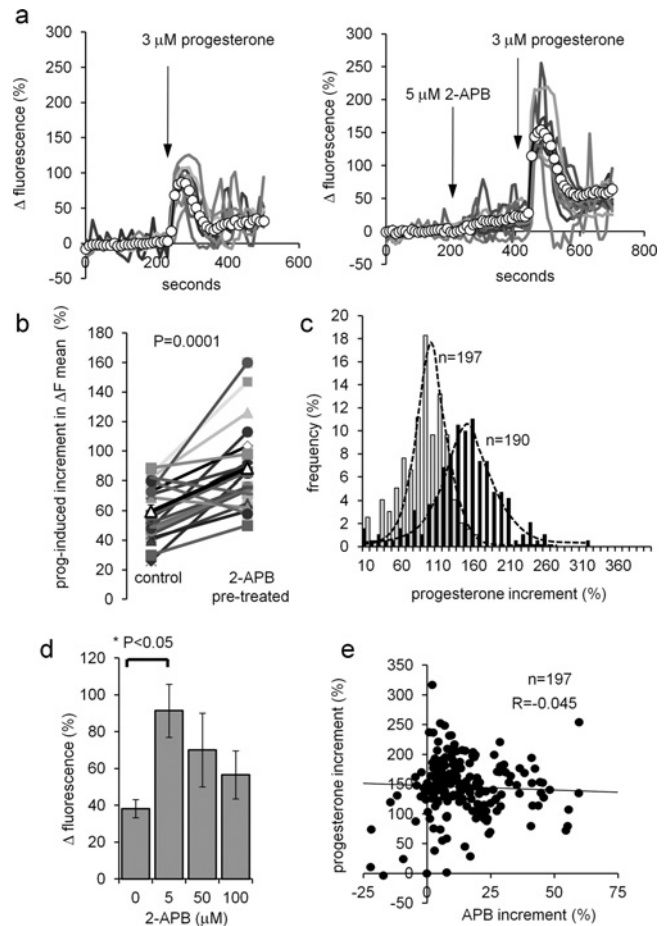 a
3 µM progesterone
Δ fluorescence (%)
300
250
200
150
100
50
0
-50
0
200
400
600
seconds
3 µM progesterone
5 µM 2-APB
Δ fluorescence (%)
300
250
200
150
100
50
0
-50
0
200
400
600
800
seconds
b
P=0.0001
prog-induced increment in ΔF mean (%)
180
160
140
120
100
80
60
40
20
0
control
2-APB
pre-treated
c
n=197
n=190
frequency (%)
20
18
16
14
12
10
8
6
4
2
0
10 60 110 160 210 260 310 360
progesterone increment (%)
d
* P<0.05
Δ fluorescence (%)
120
100
80
60
40
20
0
0 5 50 100
2-APB (µM)
e
n=197
R=-0.045
progesterone increment (%)
350
300
250
200
150
100
50
0
-50
-25 0 25 50 75
APB increment (%)